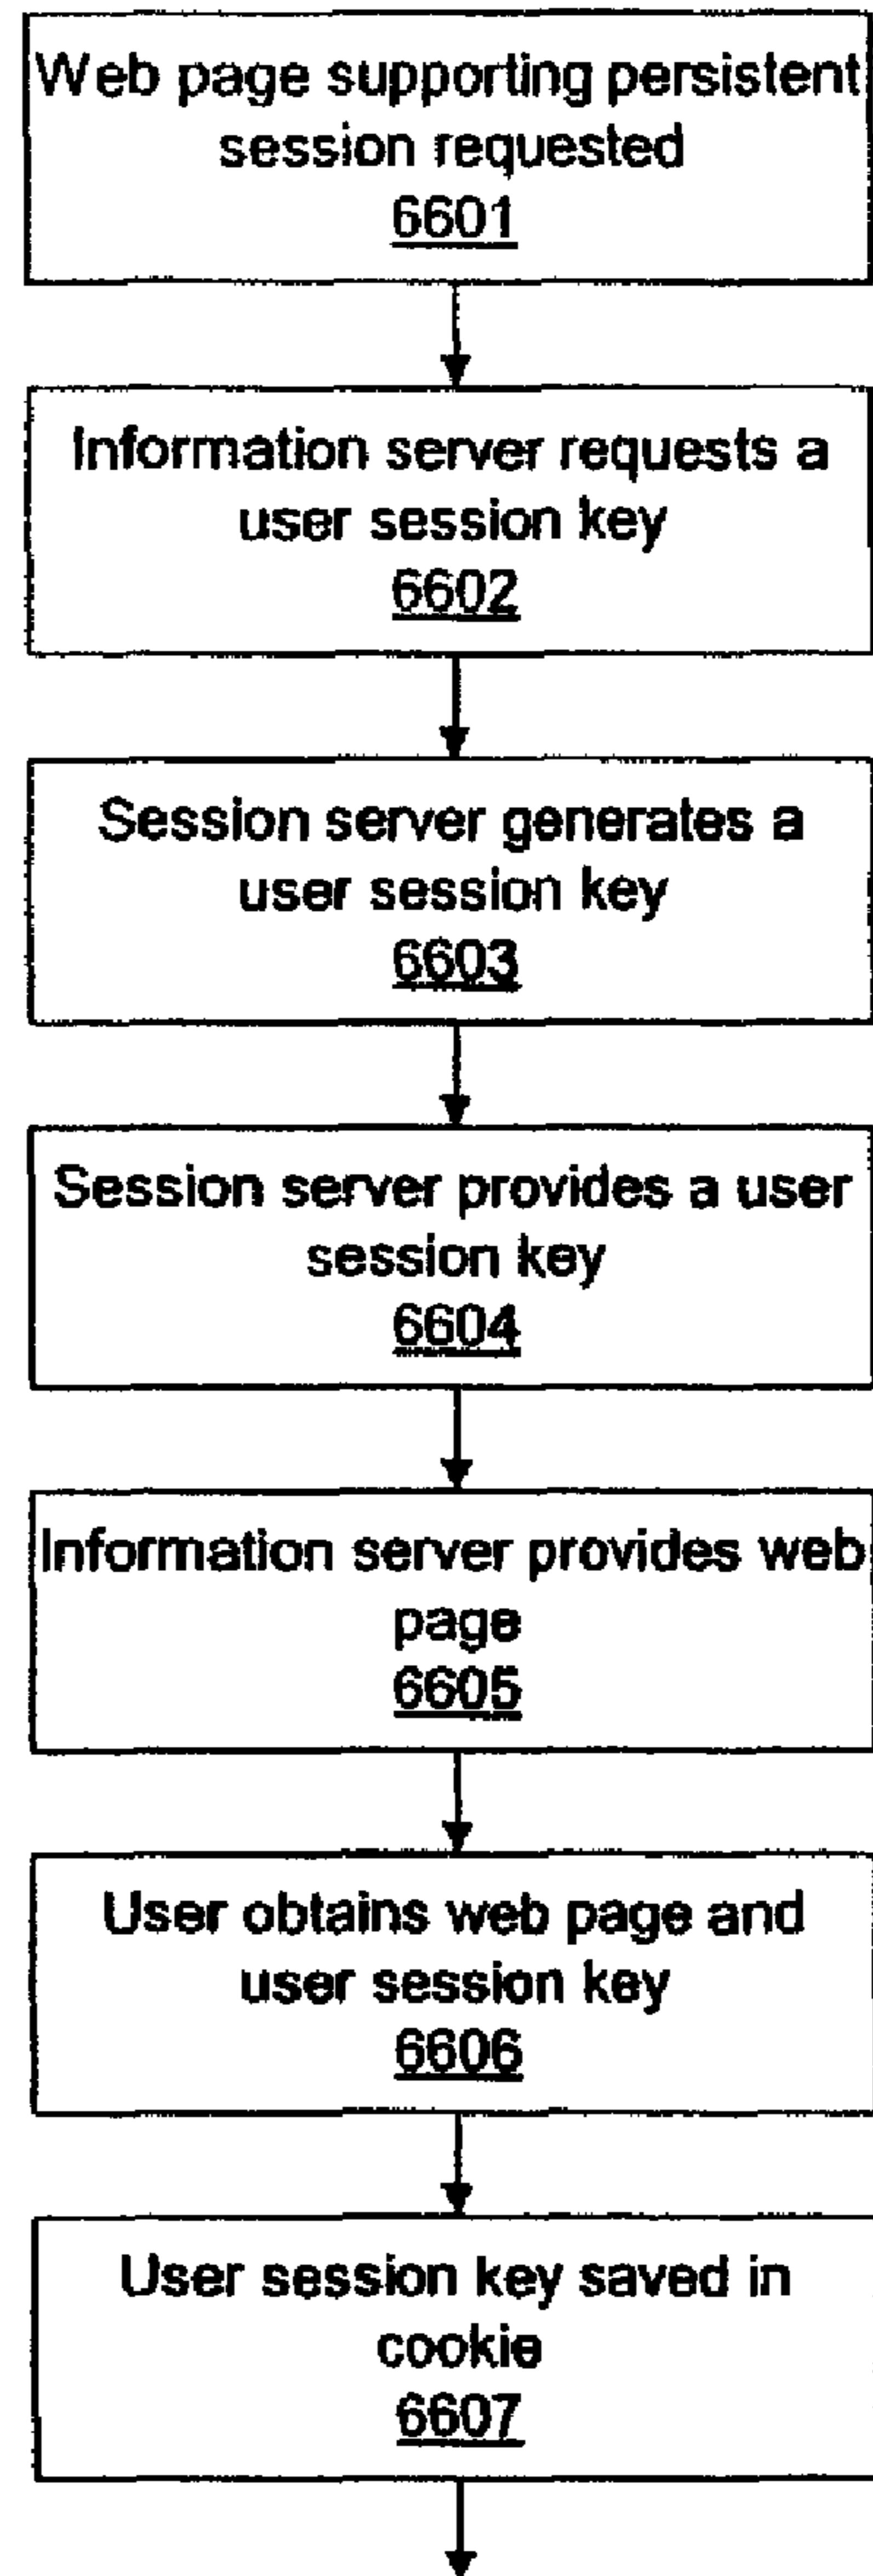 Web page supporting persistent
session requested
6601
Information server requests a
user session key
6602
Session server generates a
user session key
6603
Session server provides a user
session key
6604
Information server provides web
page
6605
User obtains web page and
user session key
6606
User session key saved in
cookie
6607